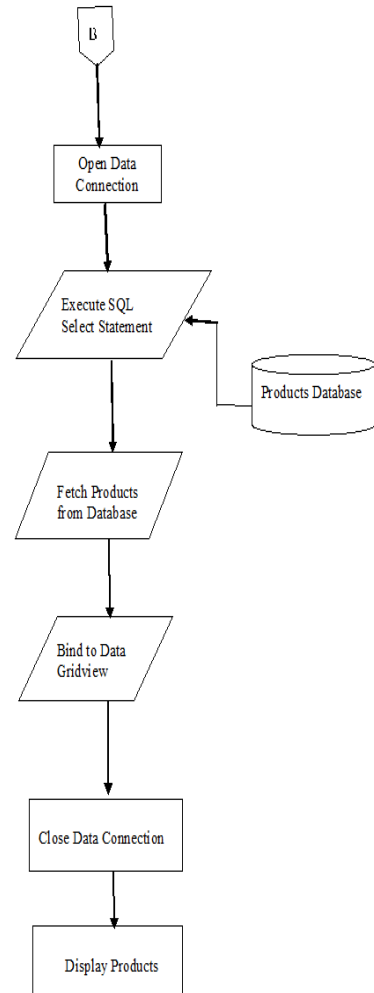 B
Open Data
Connection
Execute SQL
Select Statement
Products Database
Fetch Products
from Database
Bind to Data
Gridview
Close Data Connection
Display Products